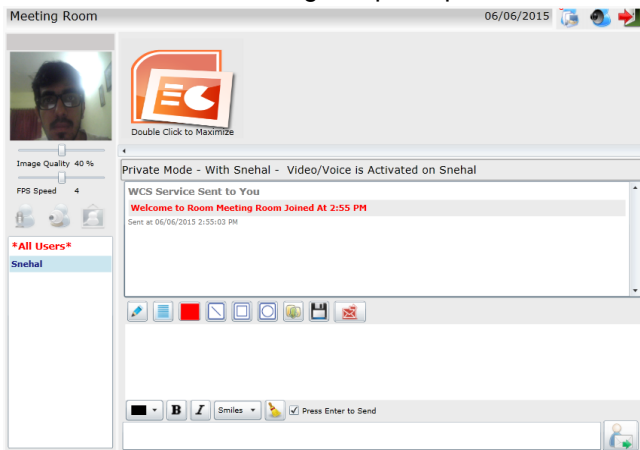 Meeting Room
06/06/2015
Double Click to Maximize
Image Quality 40 %
FPS Speed 4
Private Mode - With Snehal - Video/Voice is Activated on Snehal
WCS Service Sent to You
Welcome to Room Meeting Room Joined At 2:55 PM
Sent at 06/06/2015 2:55:03 PM
*All Users*
Snehal
B I Smiles Press Enter to Send